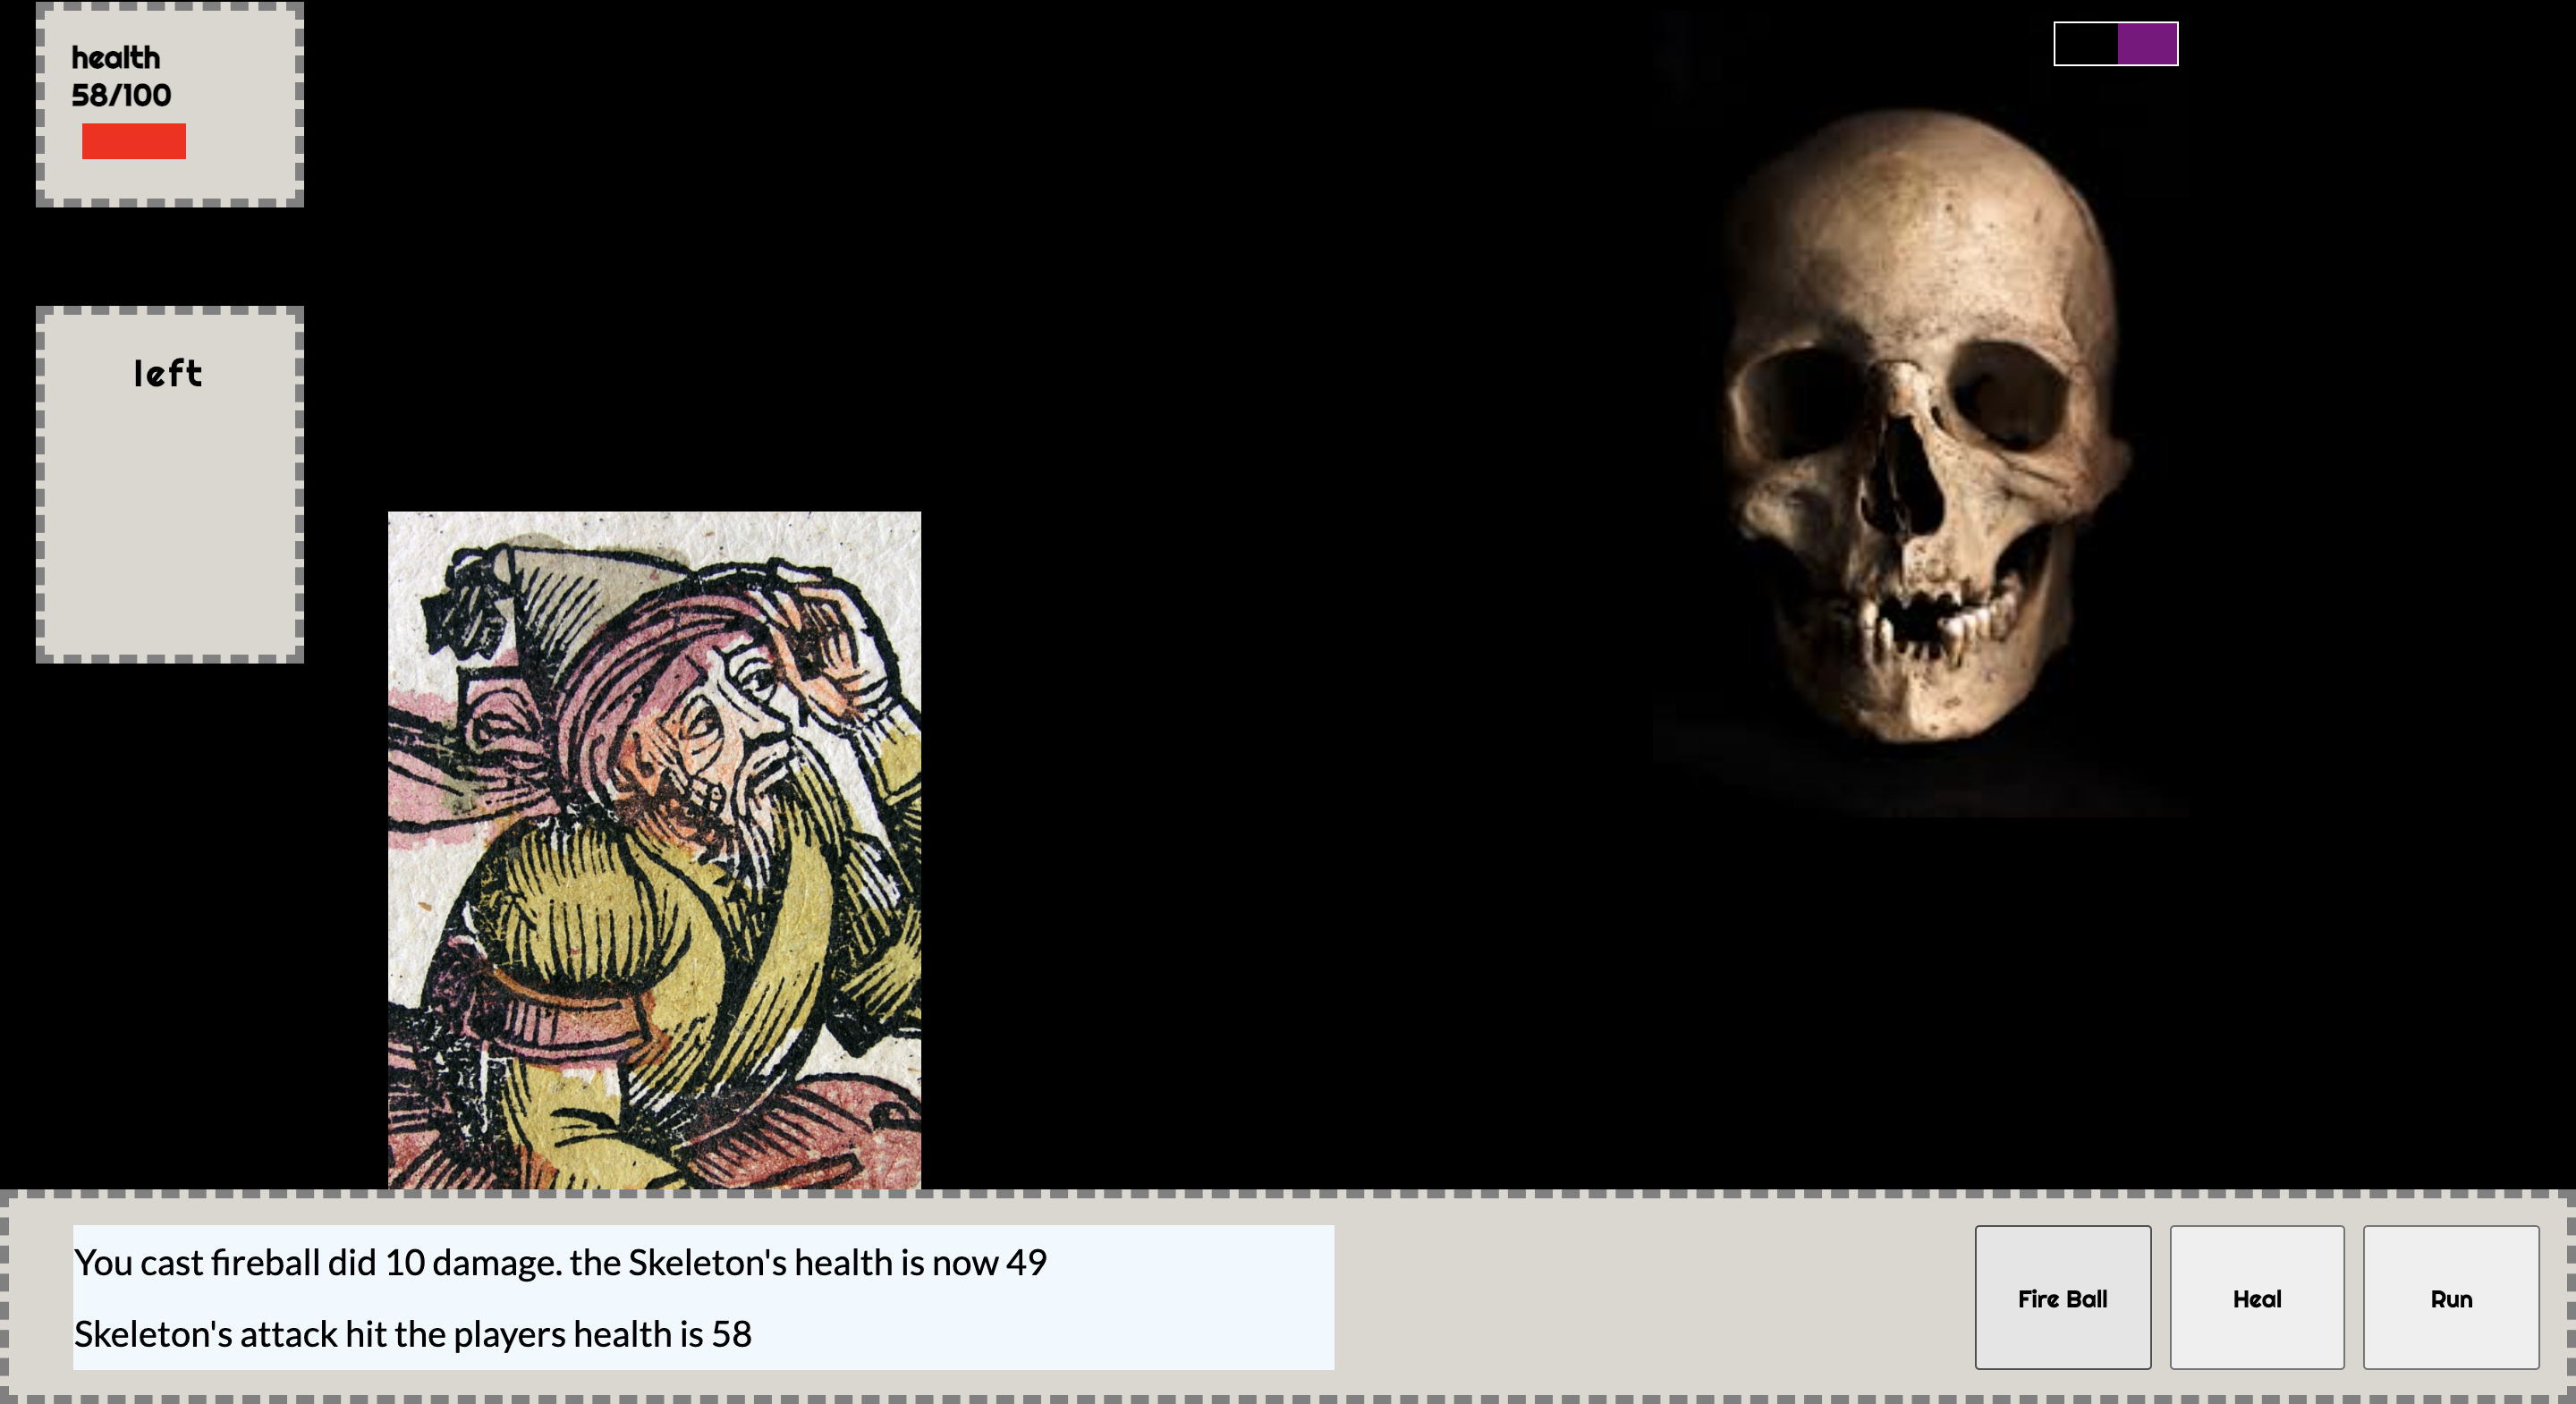 health
58/100
left
You cast fireball did 10 damage. the Skeleton's health is now 49
Skeleton's attack hit the players health is 58
Fire Ball
Heal
Run